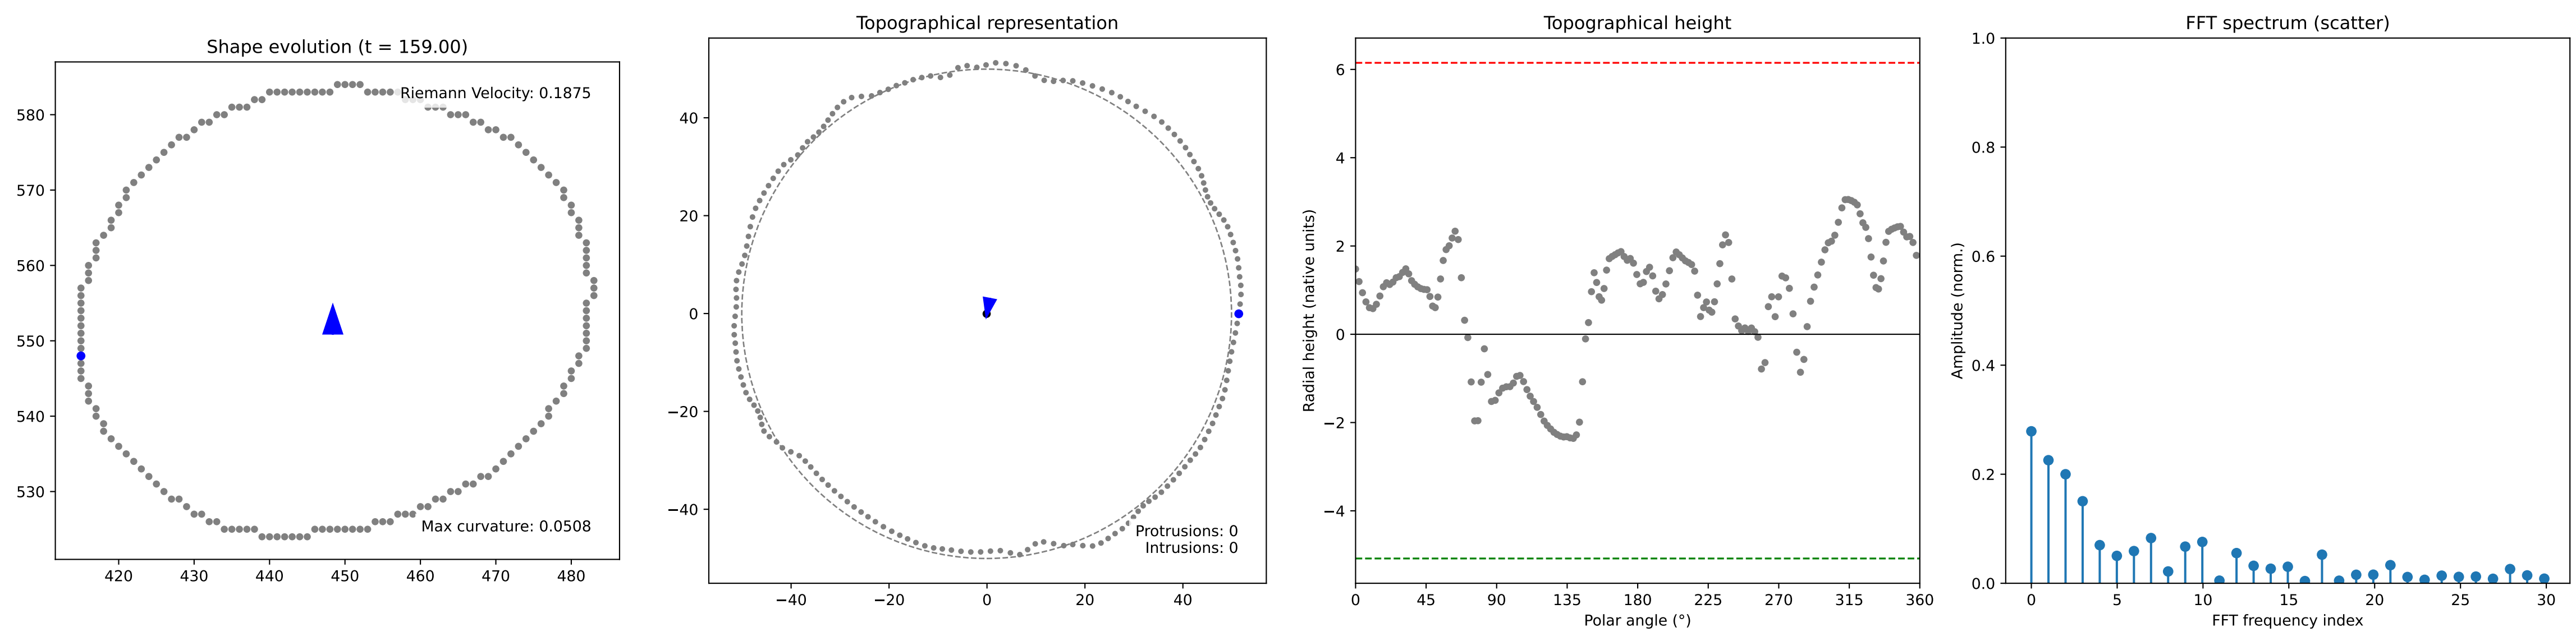 Shape evolution (t = 159.00)
Riemann Velocity: 0.1875
Max curvature: 0.0508
580
570
560
550
540
530
420 430 440 450 460 470 480
Topographical representation
Protrusions: 0
Intrusions: 0
40
20
0
−20
−40
−40 −20 0 20 40
Topographical height
Radial height (native units)
6
4
2
0
−2
−4
0 45 90 135 180 225 270 315 360
Polar angle (°)
FFT spectrum (scatter)
Amplitude (norm.)
1.0
0.8
0.6
0.4
0.2
0.0
0 5 10 15 20 25 30
FFT frequency index